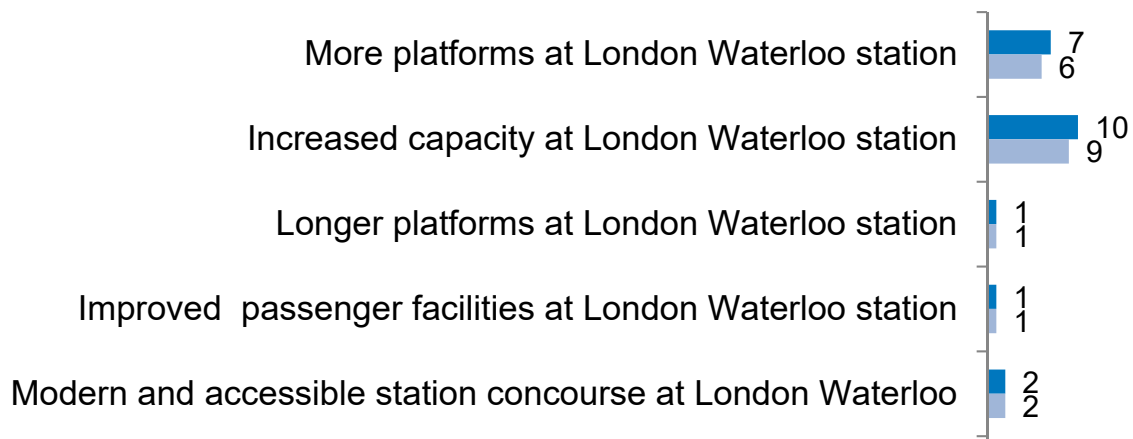 More platforms at London Waterloo station
7
6
Increased capacity at London Waterloo station
10
9
Longer platforms at London Waterloo station
1
1
Improved  passenger facilities at London Waterloo station
1
1
Modern and accessible station concourse at London Waterloo
2
2